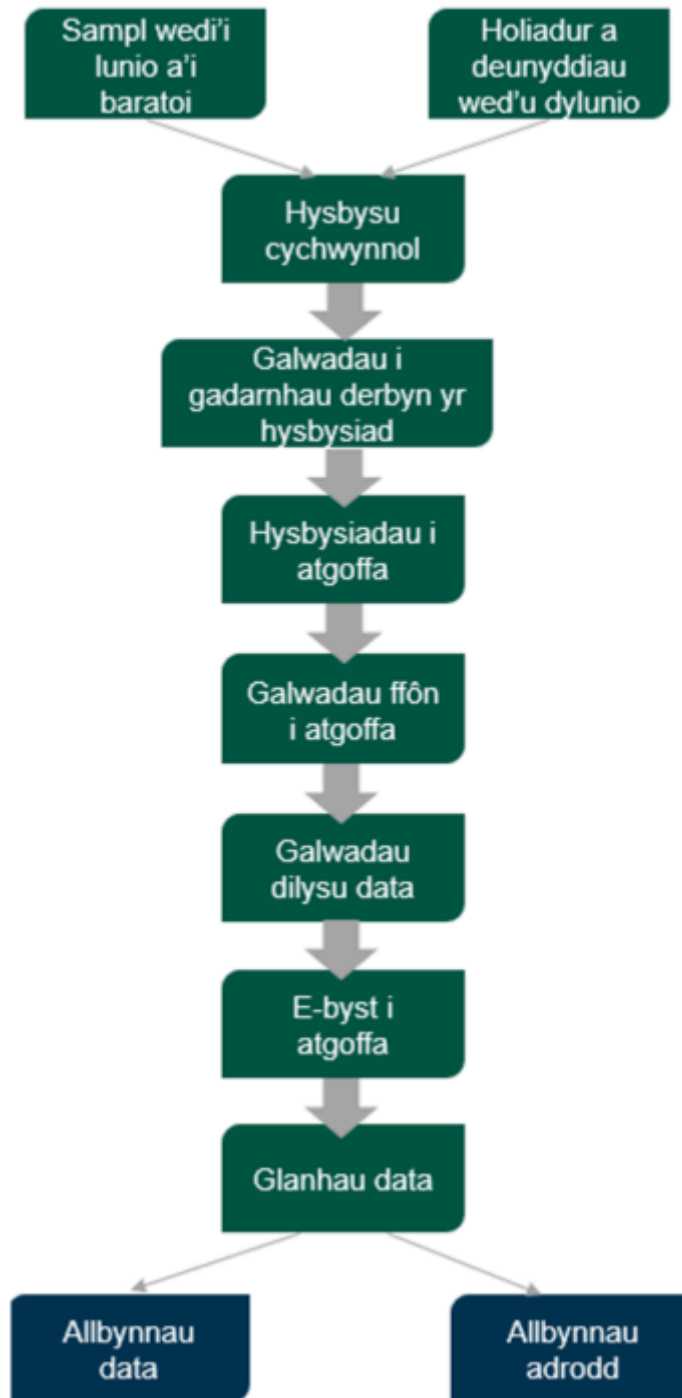 Sampl wedi’i
lunio a’i
baratoi
Holiadur a
deunyddiau
wed’u dylunio
Hysbysu
cychwynnol
Galwadau i
gadarnhau derbyn yr
hysbysiad
Hysbysiadau i
atgoffa
Galwadau ffôn
i atgoffa
Galwadau
dilysu data
E-byst i
atgoffa
Glanhau data
Allbynnau
data
Allbynnau
adrodd